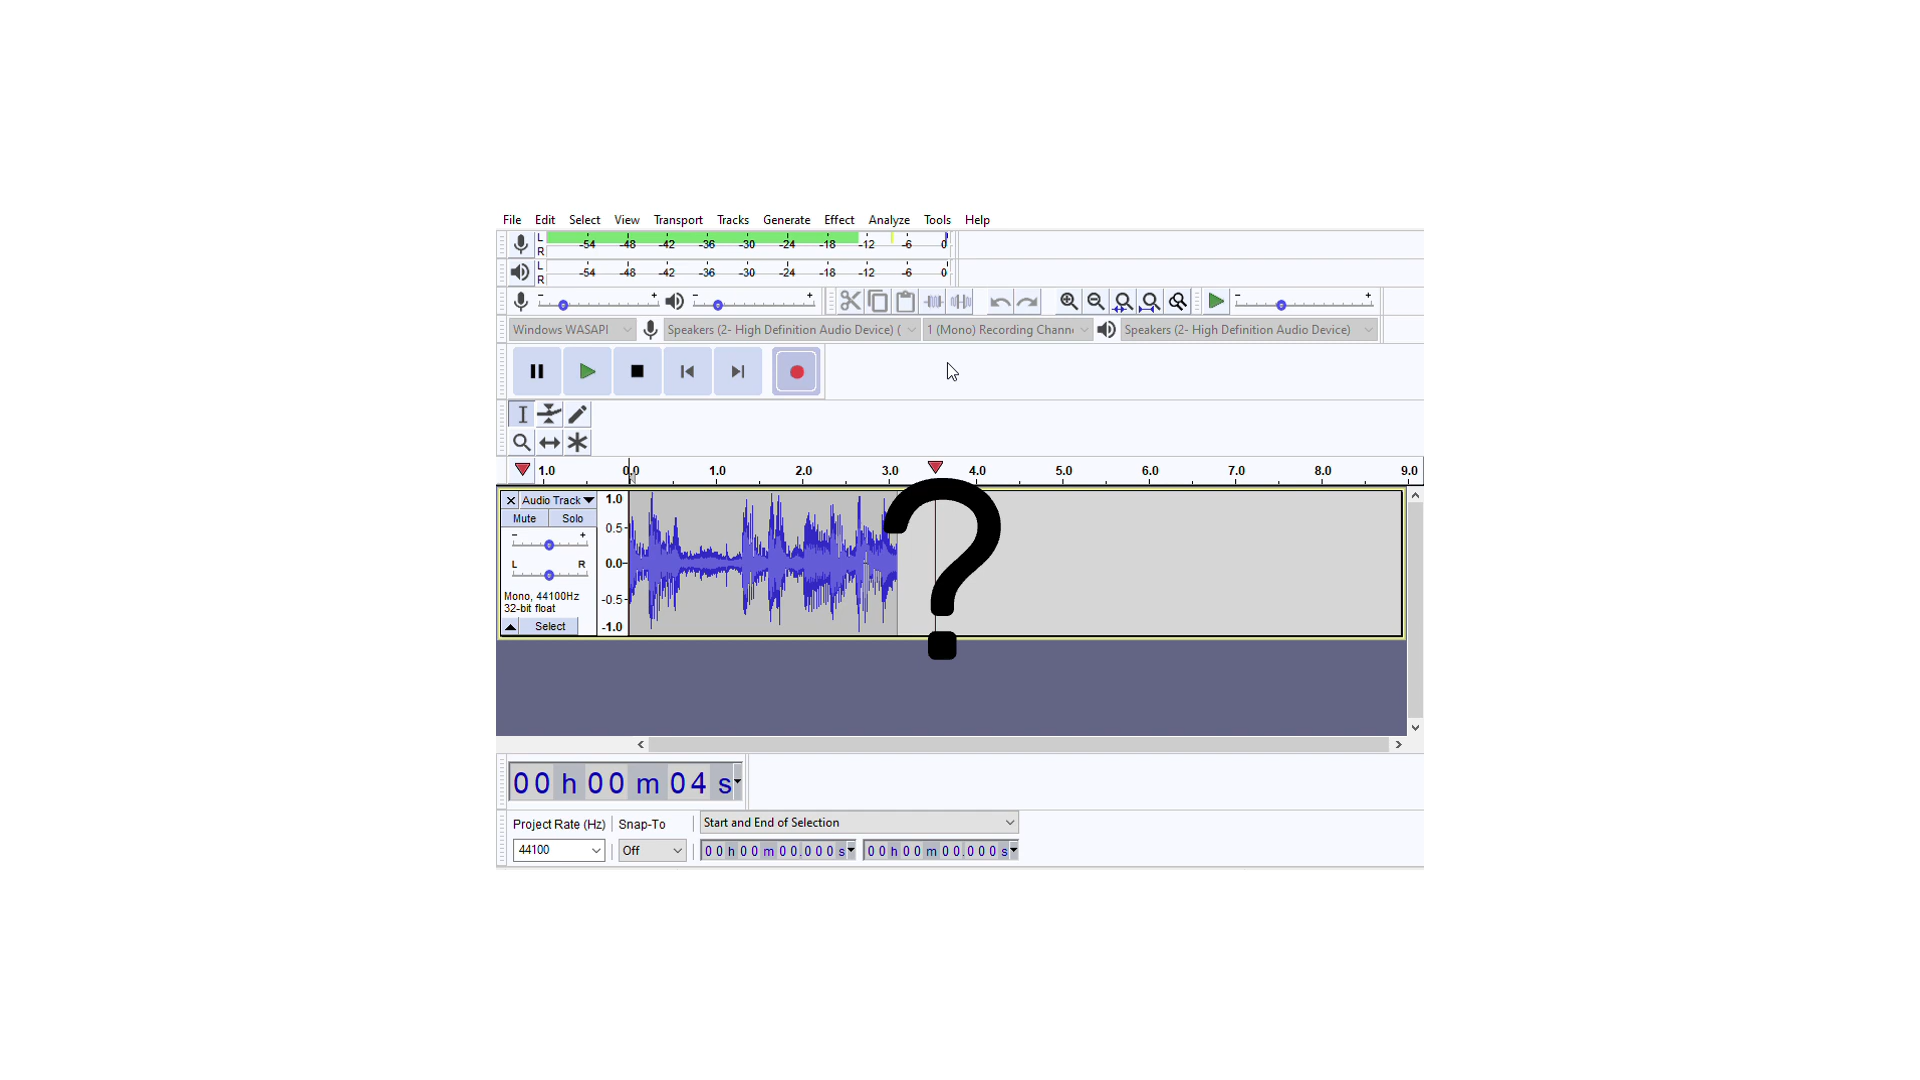 File Edit Select View Transport Tracks Generate Effect Analyze Tools Help
L
R
-54 -48 -42 -36 -30 -24 -18 -12 -6 0
L
R
-54 -48 -42 -36 -30 -24 -18 -12 -6 0
- + - + - +
Windows WASAPI Speakers (2- High Definition Audio Device) ( 1 (Mono) Recording Chann Speakers (2- High Definition Audio Device)
1.0 0.0 1.0 2.0 3.0 4.0 5.0 6.0 7.0 8.0 9.0
Audio Track 1.0
Mute Solo 0.5
- +
L R 0.0
Mono, 44100Hz -0.5
32-bit float
Select -1.0
?
00 h 00 m 04 s
Project Rate (Hz) Snap-To Start and End of Selection
44100 Off 00 h 00 m 00.000 s 00 h 00 m 00.000 s